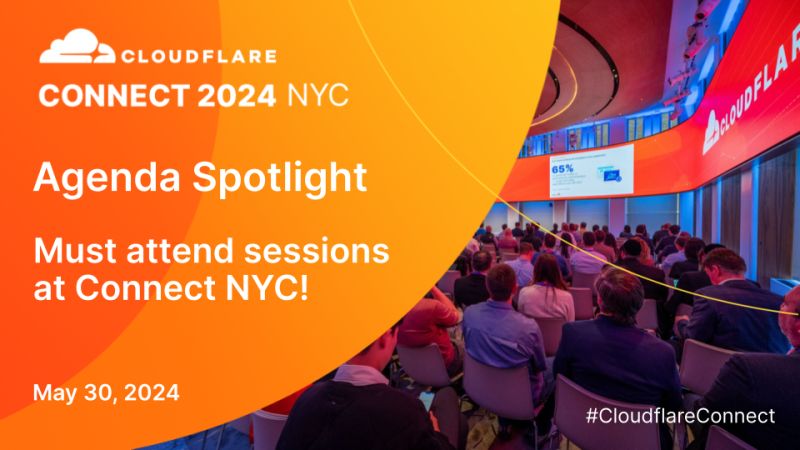 CLOUDFLARE
CONNECT 2024 NYC
Agenda Spotlight
Must attend sessions
at Connect NYC!
May 30, 2024
65%
CLOUDFLARE
#CloudflareConnect